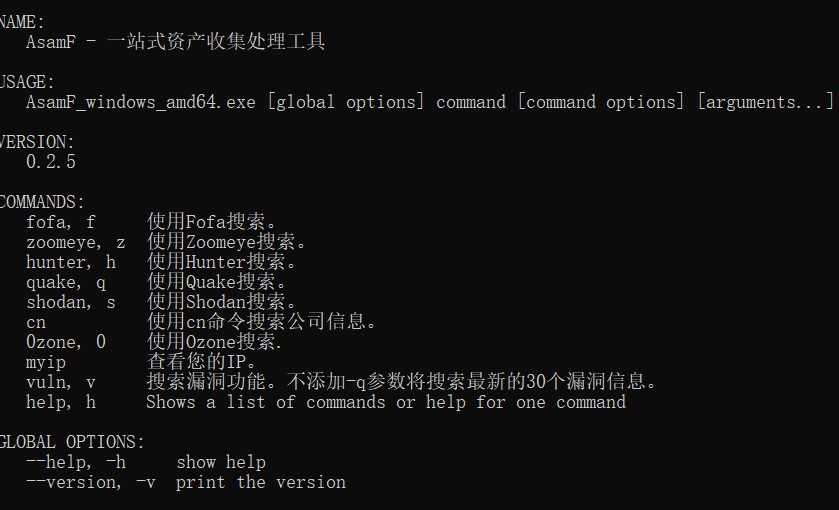 NAME:
AsamF - 一站式资产收集处理工具
USAGE:
AsamF_windows_amd64.exe [global options] command [command options] [arguments...]
VERSION:
0.2.5
COMMANDS:
fofa, f 使用Fofa搜索。
zoomeye, z 使用Zoomeye搜索。
hunter, h 使用Hunter搜索。
quake, q 使用Quake搜索。
shodan, s 使用Shodan搜索。
cn 使用cn命令搜索公司信息。
0zone, 0 使用0zone搜索.
myip 查看您的IP。
vuln, v 搜索漏洞功能。不添加-q参数将搜索最新的30个漏洞信息。
help, h Shows a list of commands or help for one command
GLOBAL OPTIONS:
--help, -h show help
--version, -v print the version